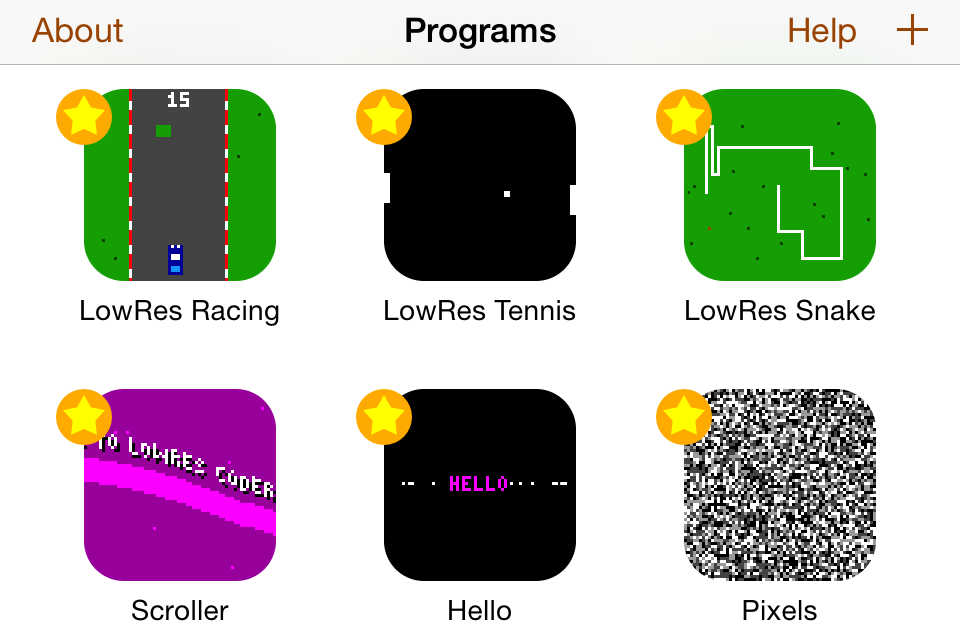 About Programs Help +
15
LowRes Racing LowRes Tennis LowRes Snake
TO LOWRES CODER
HELLO
Scroller Hello Pixels